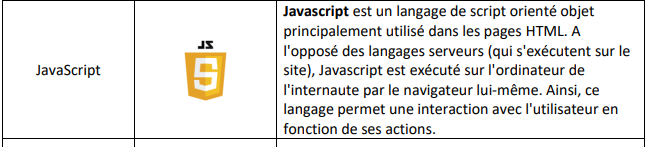 JavaScript
JS
5
Javascript est un langage de script orienté objet
principalement utilisé dans les pages HTML. A
l'opposé des langages serveurs (qui s'exécutent sur le
site), Javascript est exécuté sur l'ordinateur de
l'internaute par le navigateur lui-même. Ainsi, ce
langage permet une interaction avec l'utilisateur en
fonction de ses actions.